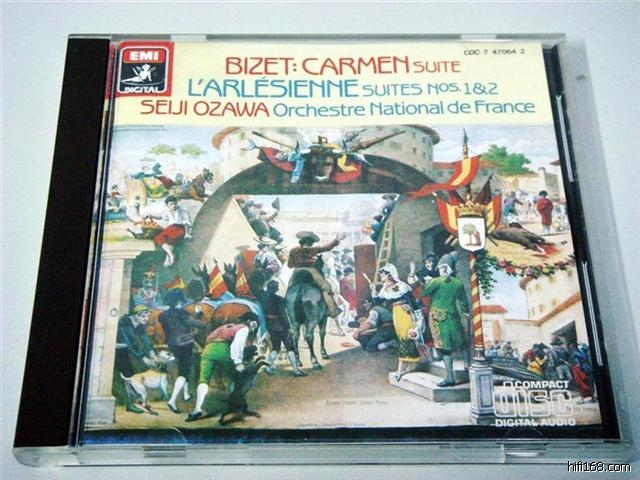 EMI
DIGITAL
CDC 7 47064 2
BIZET: CARMEN SUITE
L'ARLÉSIENNE SUITES NOS. 1&2
SEIJI OZAWA Orchestre National de France
COMPACT
disc
DIGITAL AUDIO
hifi168.com